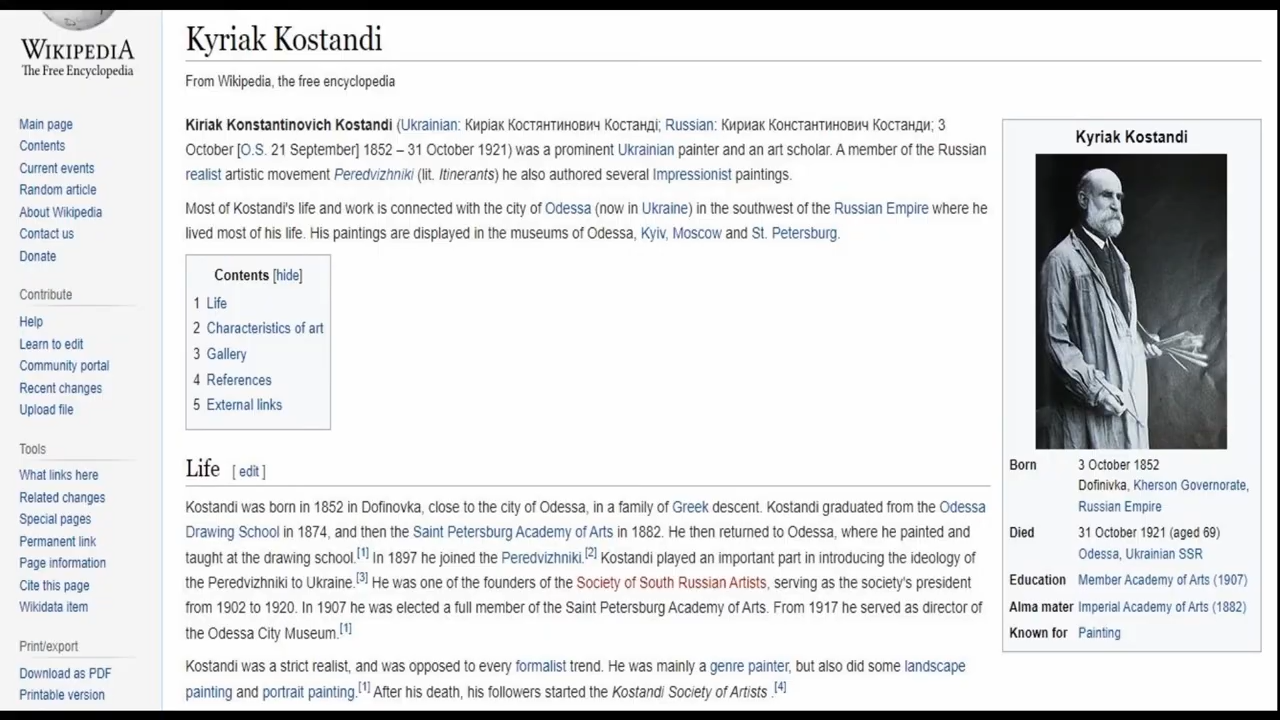 WIKIPEDIA
The Free Encyclopedia
Main page
Contents
Current events
Random article
About Wikipedia
Contact us
Donate
Contribute
Help
Learn to edit
Community portal
Recent changes
Upload file
Tools
What links here
Related changes
Special pages
Permanent link
Page information
Cite this page
Wikidata item
Print/export
Download as PDF
Printable version
Kyriak Kostandi
From Wikipedia, the free encyclopedia
Kiriak Konstantinovich Kostandi (Ukrainian: Киріак Костянтинович Костанді; Russian: Кириак Константинович Костанди; 3
October [O.S. 21 September] 1852 – 31 October 1921) was a prominent Ukrainian painter and an art scholar. A member of the Russian
realist artistic movement Peredvizhniki (lit. Itinerants) he also authored several Impressionist paintings.
Most of Kostandi's life and work is connected with the city of Odessa (now in Ukraine) in the southwest of the Russian Empire where he
lived most of his life. His paintings are displayed in the museums of Odessa, Kyiv, Moscow and St. Petersburg.
Contents [hide]
1 Life
2 Characteristics of art
3 Gallery
4 References
5 External links
Life [ edit ]
Kostandi was born in 1852 in Dofinovka, close to the city of Odessa, in a family of Greek descent. Kostandi graduated from the Odessa
Drawing School in 1874, and then the Saint Petersburg Academy of Arts in 1882. He then returned to Odessa, where he painted and
taught at the drawing school.[1] In 1897 he joined the Peredvizhniki.[2] Kostandi played an important part in introducing the ideology of
the Peredvizhniki to Ukraine.[3] He was one of the founders of the Society of South Russian Artists, serving as the society's president
from 1902 to 1920. In 1907 he was elected a full member of the Saint Petersburg Academy of Arts. From 1917 he served as director of
the Odessa City Museum.[1]
Kostandi was a strict realist, and was opposed to every formalist trend. He was mainly a genre painter, but also did some landscape
painting and portrait painting.[1] After his death, his followers started the Kostandi Society of Artists .[4]
Kyriak Kostandi
Born 3 October 1852
Dofinivka, Kherson Governorate,
Russian Empire
Died 31 October 1921 (aged 69)
Odessa, Ukrainian SSR
Education Member Academy of Arts (1907)
Alma mater Imperial Academy of Arts (1882)
Known for Painting